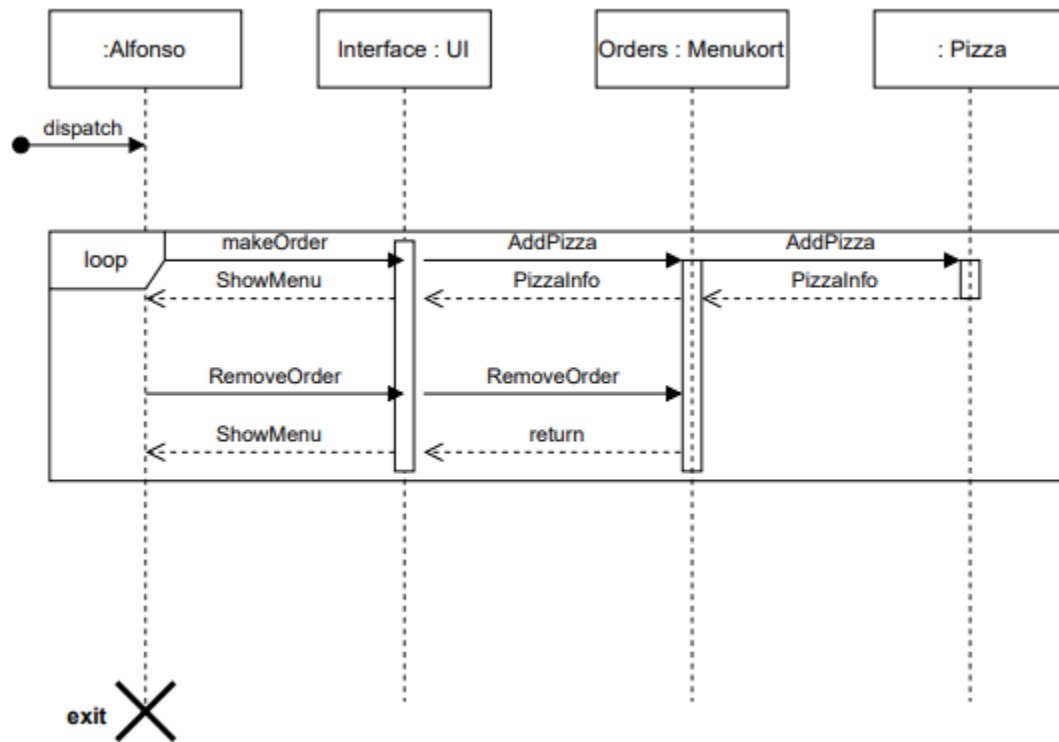 :Alfonso
Interface : UI
Orders : Menukort
: Pizza
dispatch
loop
makeOrder
AddPizza
AddPizza
ShowMenu
PizzaInfo
PizzaInfo
RemoveOrder
RemoveOrder
ShowMenu
return
exit